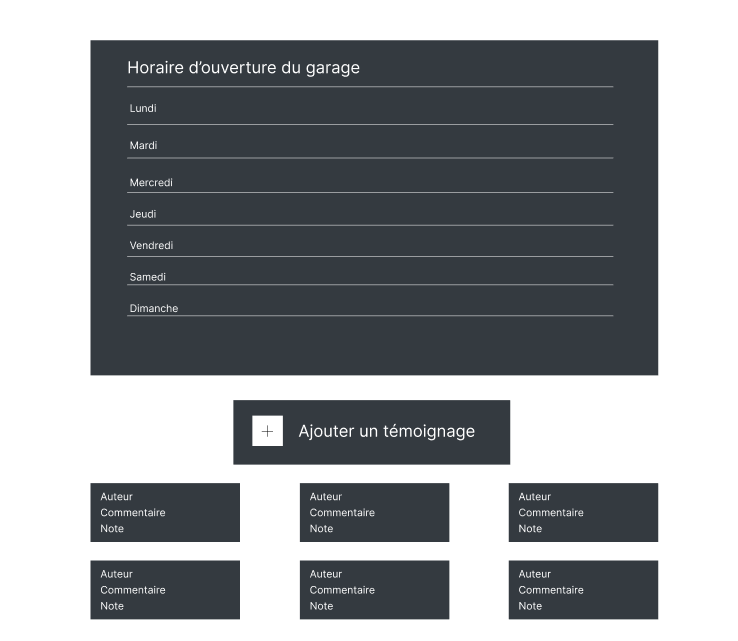 Horaire d'ouverture du garage
Lundi
Mardi
Mercredi
Jeudi
Vendredi
Samedi
Dimanche
+ Ajouter un témoignage
Auteur
Commentaire
Note
Auteur
Commentaire
Note
Auteur
Commentaire
Note
Auteur
Commentaire
Note
Auteur
Commentaire
Note
Auteur
Commentaire
Note